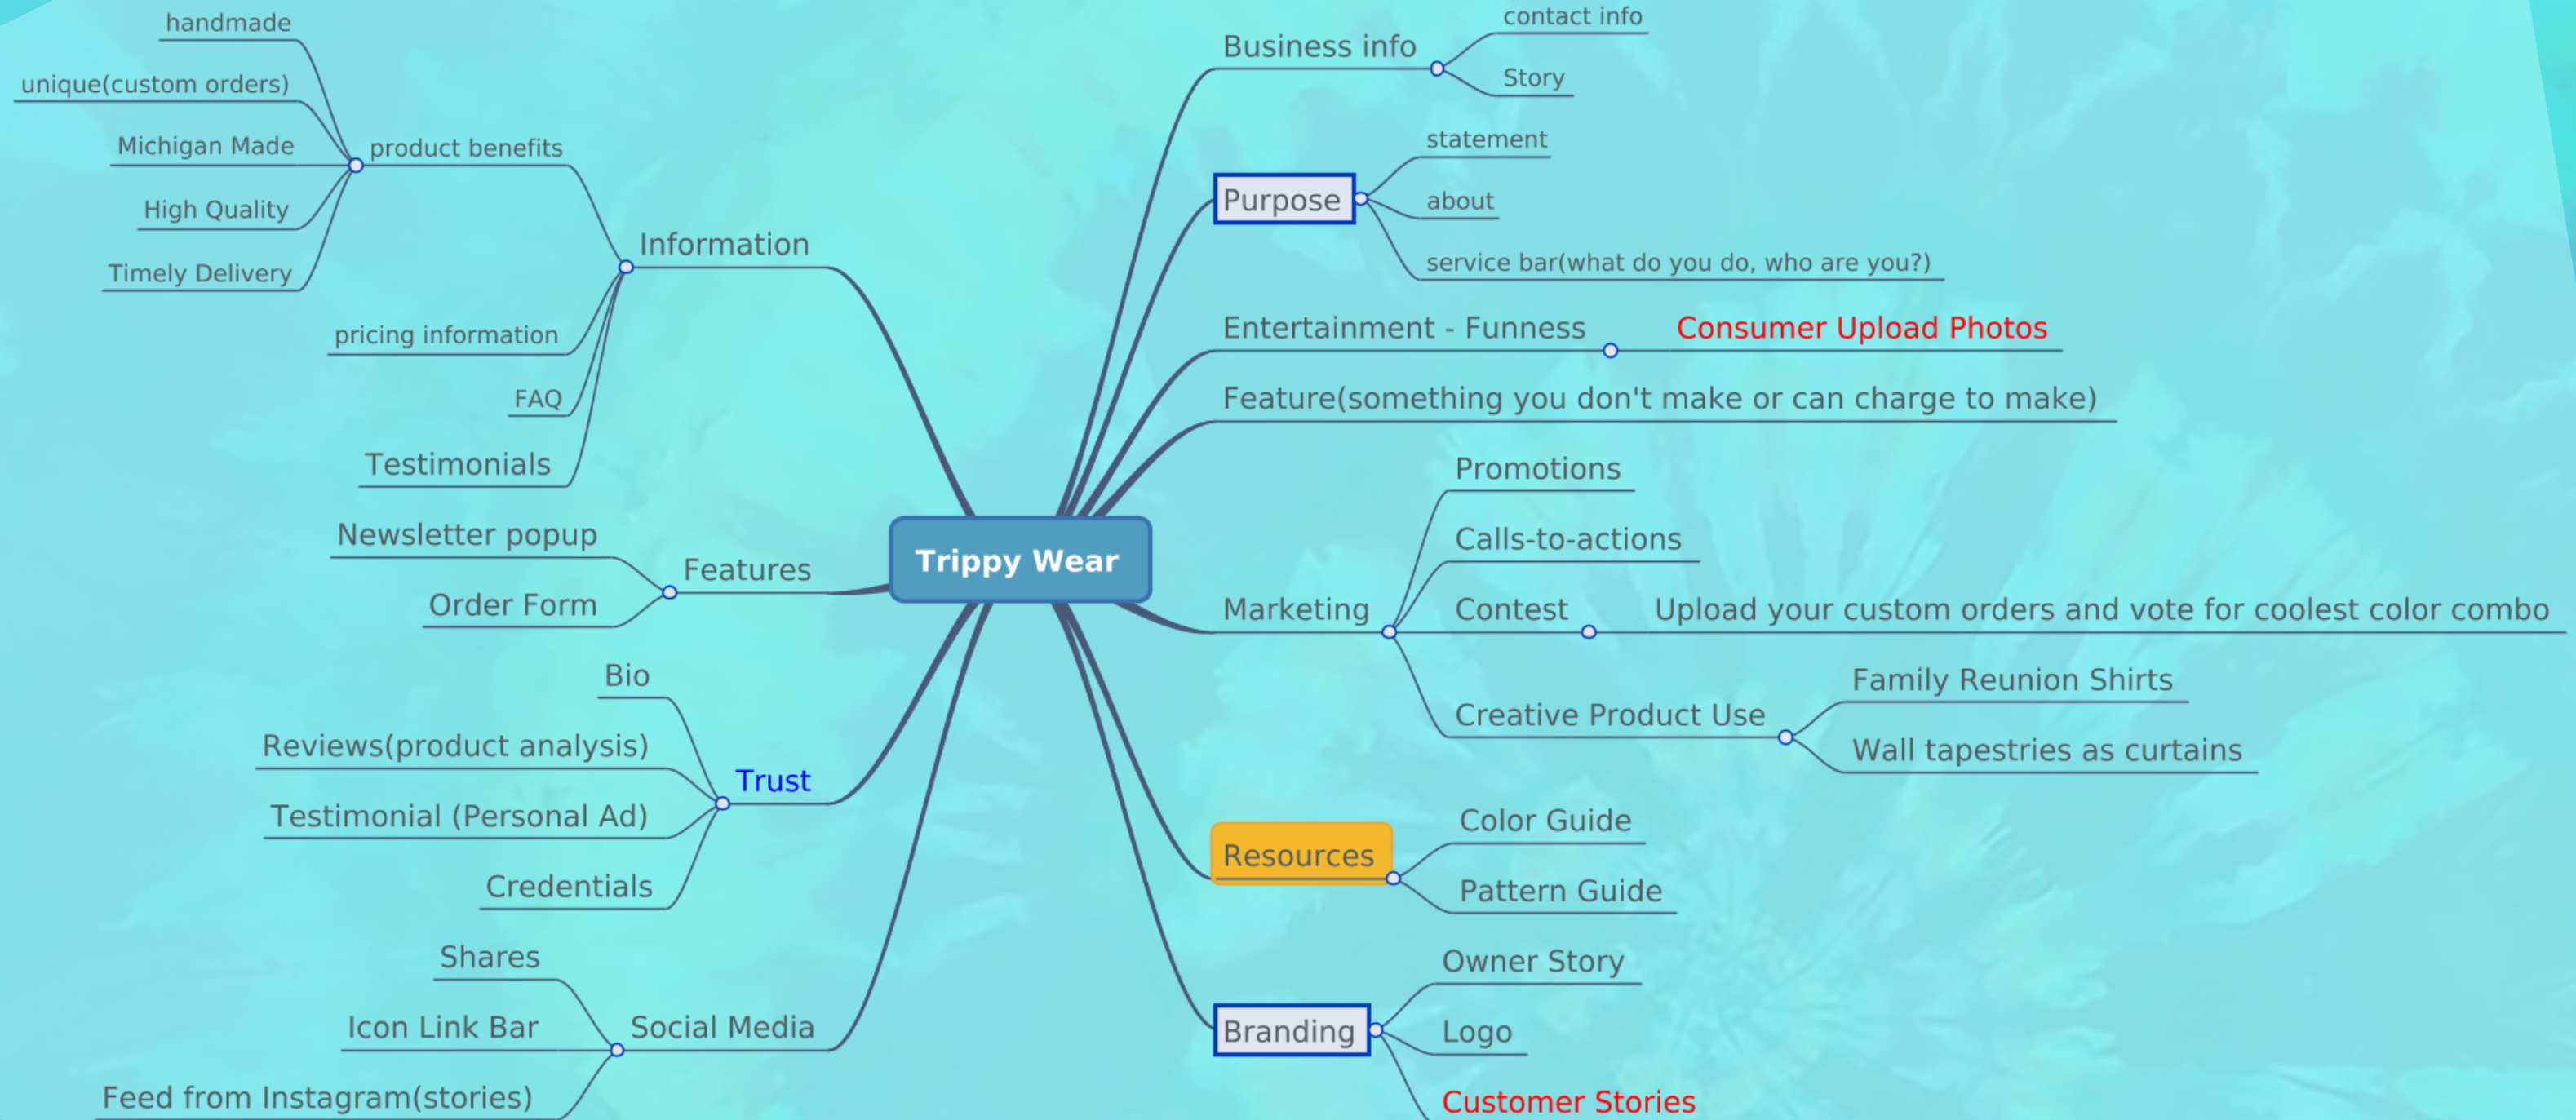 handmade
unique(custom orders)
Michigan Made
High Quality
Timely Delivery
product benefits
pricing information
FAQ
Testimonials
Information
Newsletter popup
Order Form
Features
Bio
Reviews(product analysis)
Testimonial (Personal Ad)
Credentials
Trust
Shares
Icon Link Bar
Feed from Instagram(stories)
Social Media
Trippy Wear
Business info
contact info
Story
Purpose
statement
about
service bar(what do you do, who are you?)
Entertainment - Funness
Consumer Upload Photos
Feature(something you don't make or can charge to make)
Marketing
Promotions
Calls-to-actions
Contest
Upload your custom orders and vote for coolest color combo
Creative Product Use
Family Reunion Shirts
Wall tapestries as curtains
Resources
Color Guide
Pattern Guide
Branding
Owner Story
Logo
Customer Stories